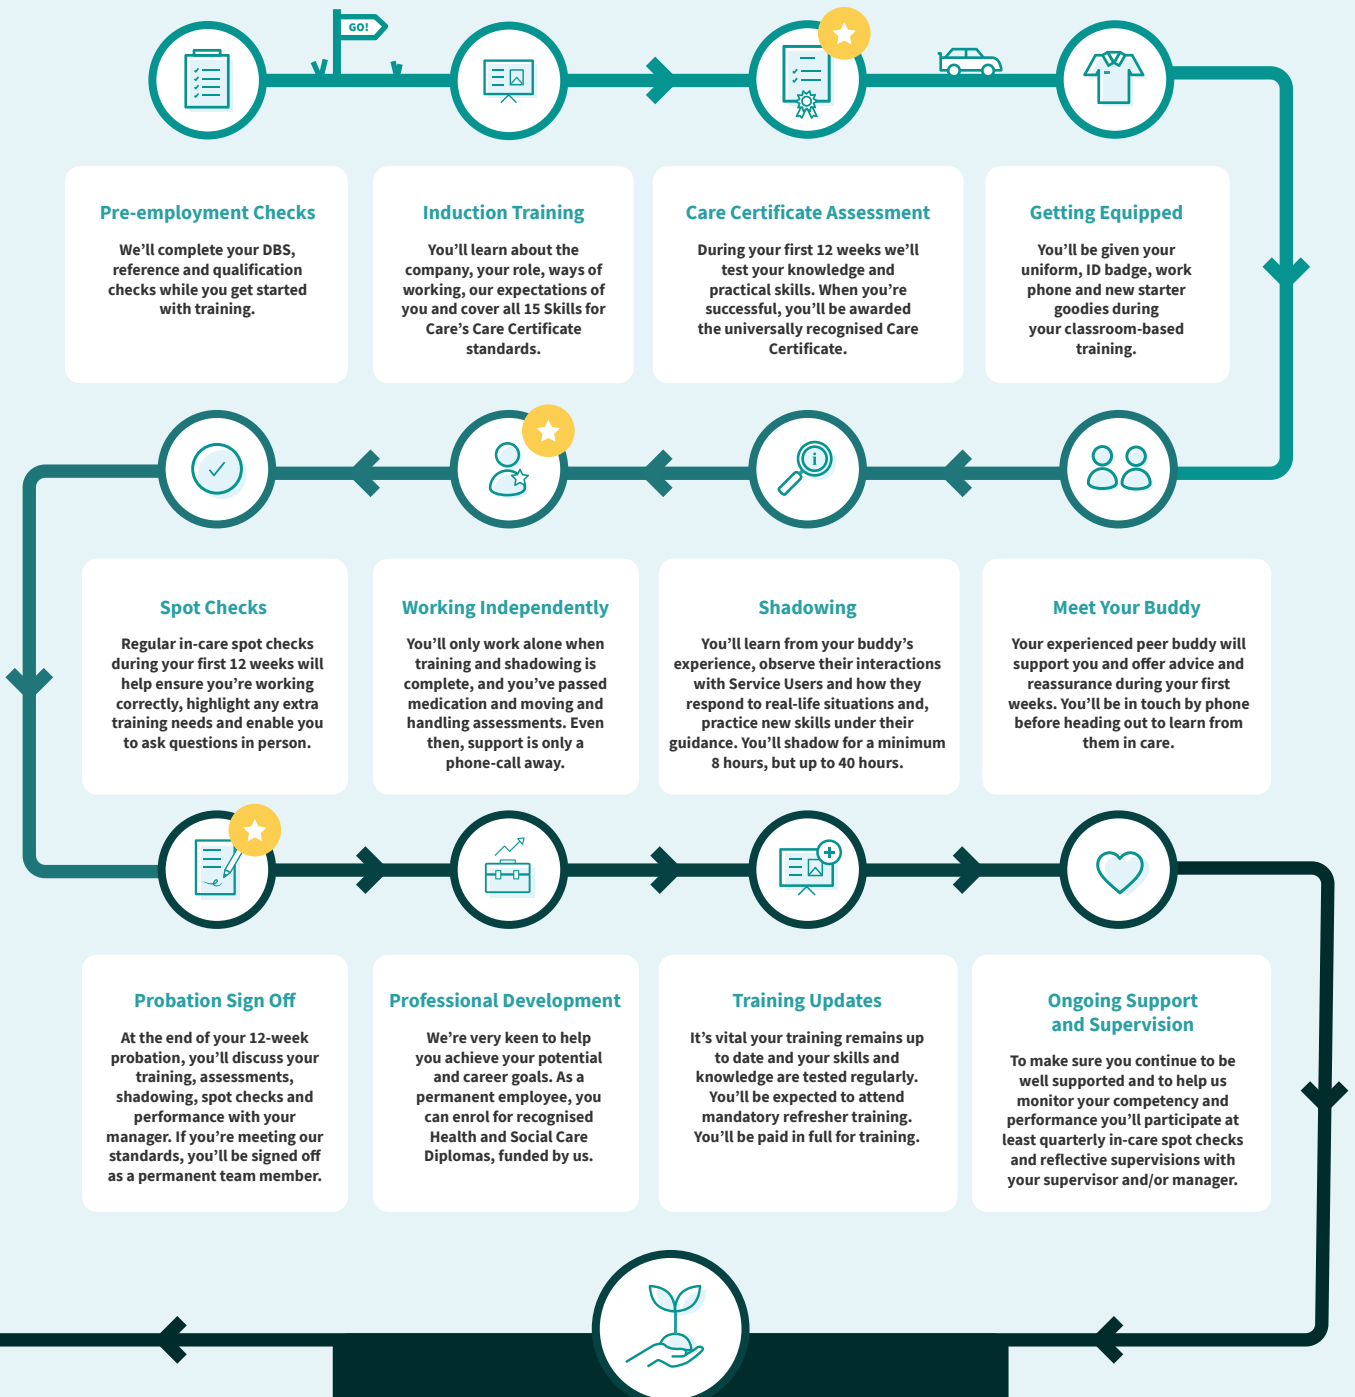 GO!
Pre-employment Checks
We’ll complete your DBS,
reference and qualification
checks while you get started
with training.
Induction Training
You’ll learn about the
company, your role, ways of
working, our expectations of
you and cover all 15 Skills for
Care’s Care Certificate
standards.
Care Certificate Assessment
During your first 12 weeks we’ll
test your knowledge and
practical skills. When you’re
successful, you’ll be awarded
the universally recognised Care
Certificate.
Getting Equipped
You’ll be given your
uniform, ID badge, work
phone and new starter
goodies during
your classroom-based
training.
i
Meet Your Buddy
Your experienced peer buddy will
support you and offer advice and
reassurance during your first
weeks. You’ll be in touch by phone
before heading out to learn from
them in care.
Shadowing
You’ll learn from your buddy’s
experience, observe their interactions
with Service Users and how they
respond to real-life situations and,
practice new skills under their
guidance. You’ll shadow for a minimum
8 hours, but up to 40 hours.
Working Independently
You’ll only work alone when
training and shadowing is
complete, and you’ve passed
medication and moving and
handling assessments. Even
then, support is only a
phone-call away.
Spot Checks
Regular in-care spot checks
during your first 12 weeks will
help ensure you’re working
correctly, highlight any extra
training needs and enable you
to ask questions in person.
Probation Sign Off
At the end of your 12-week
probation, you’ll discuss your
training, assessments,
shadowing, spot checks and
performance with your
manager. If you’re meeting our
standards, you’ll be signed off
as a permanent team member.
Professional Development
We’re very keen to help
you achieve your potential
and career goals. As a
permanent employee, you
can enrol for recognised
Health and Social Care
Diplomas, funded by us.
Training Updates
It’s vital your training remains up
to date and your skills and
knowledge are tested regularly.
You’ll be expected to attend
mandatory refresher training.
You’ll be paid in full for training.
Ongoing Support
and Supervision
To make sure you continue to be
well supported and to help us
monitor your competency and
performance you’ll participate at
least quarterly in-care spot checks
and reflective supervisions with
your supervisor and/or manager.